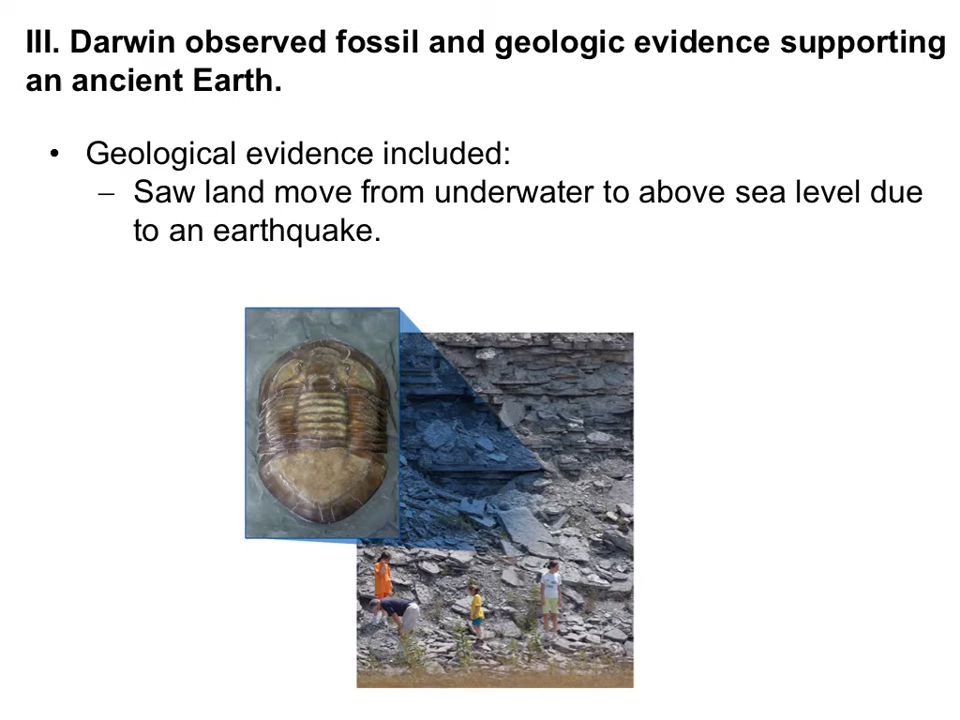 III. Darwin observed fossil and geologic evidence supporting
an ancient Earth.
• Geological evidence included:
– Saw land move from underwater to above sea level due
to an earthquake.